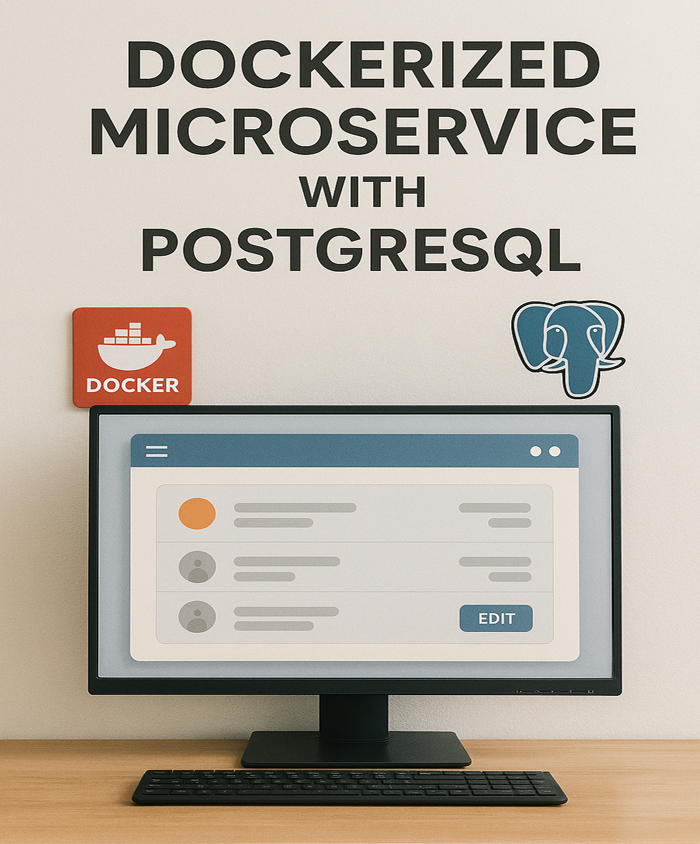 DOCKERIZED
MICROSERVICE
WITH
POSTGRESQL
DOCKER
EDIT